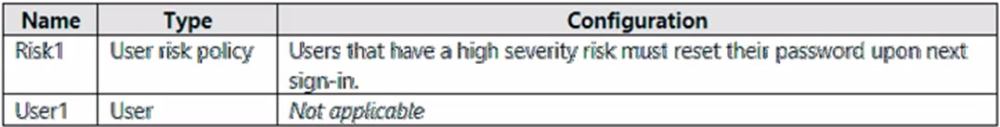 Name Type Configuration
Risk1 User risk policy Users that have a high severity risk must reset their password upon next
sign-in.
User1 User Not applicable